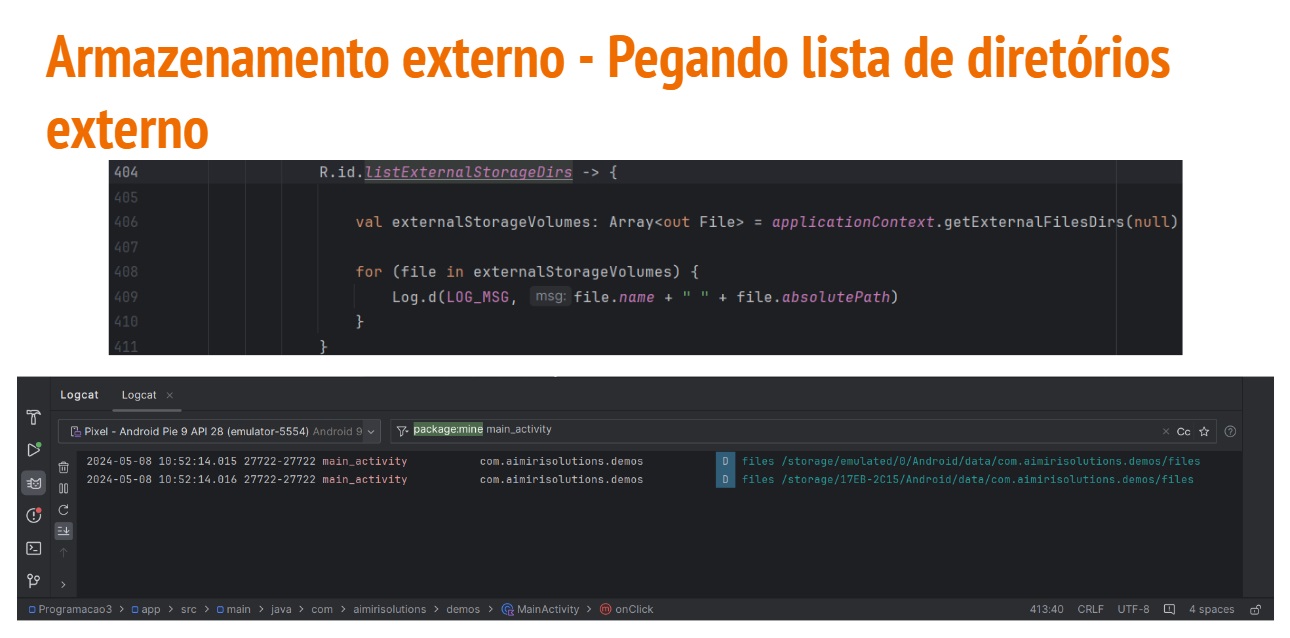 Armazenamento externo - Pegando lista de diretórios
externo
404 R.id.listExternalStorageDirs -> {
405
406 val externalStorageVolumes: Array<out File> = applicationContext.getExternalFilesDirs(null)
407
408 for (file in externalStorageVolumes) {
409 Log.d(LOG_MSG, msg: file.name + " " + file.absolutePath)
410 }
411 }
Logcat Logcat ×
Pixel - Android Pie 9 API 28 (emulator-5554) Android 9 package:mine main_activity × Cc
2024-05-08 10:52:14.015 27722-27722 main_activity com.aimirisolutions.demos D files /storage/emulated/0/Android/data/com.aimirisolutions.demos/files
2024-05-08 10:52:14.016 27722-27722 main_activity com.aimirisolutions.demos D files /storage/17EB-2C15/Android/data/com.aimirisolutions.demos/files
Programacao3 > app > src > main > java > com > aimirisolutions > demos > MainActivity > onClick 413:40 CRLF UTF-8 4 spaces